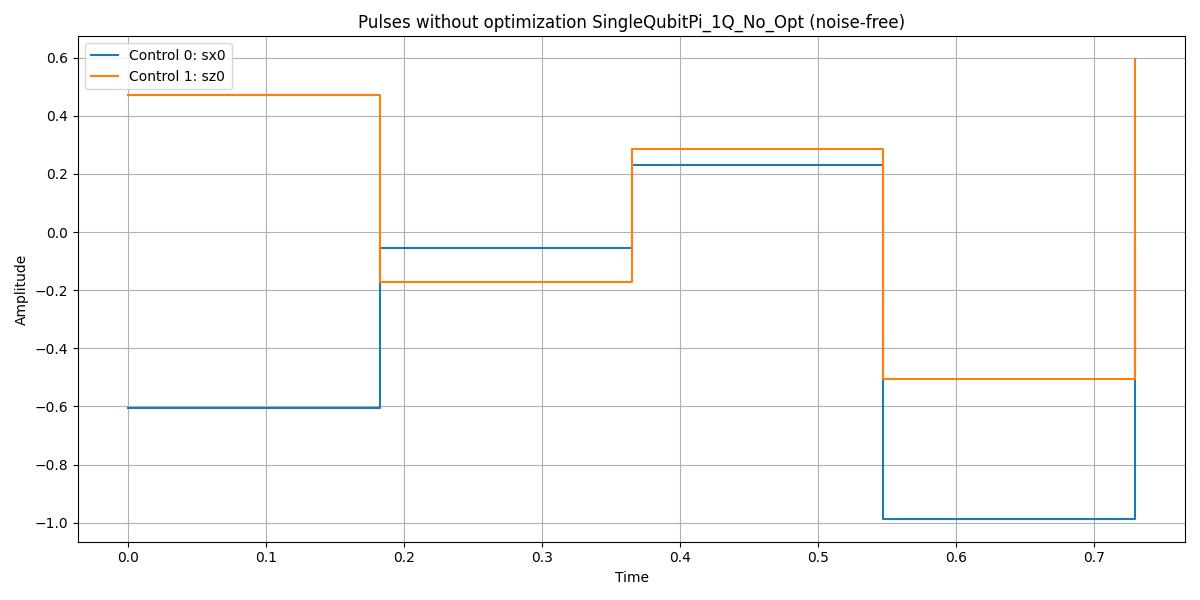 Pulses without optimization SingleQubitPi_1Q_No_Opt (noise-free)
Control 0: sx0
Control 1: sz0
Amplitude
0.6
0.4
0.2
0.0
−0.2
−0.4
−0.6
−0.8
−1.0
0.0 0.1 0.2 0.3 0.4 0.5 0.6 0.7
Time